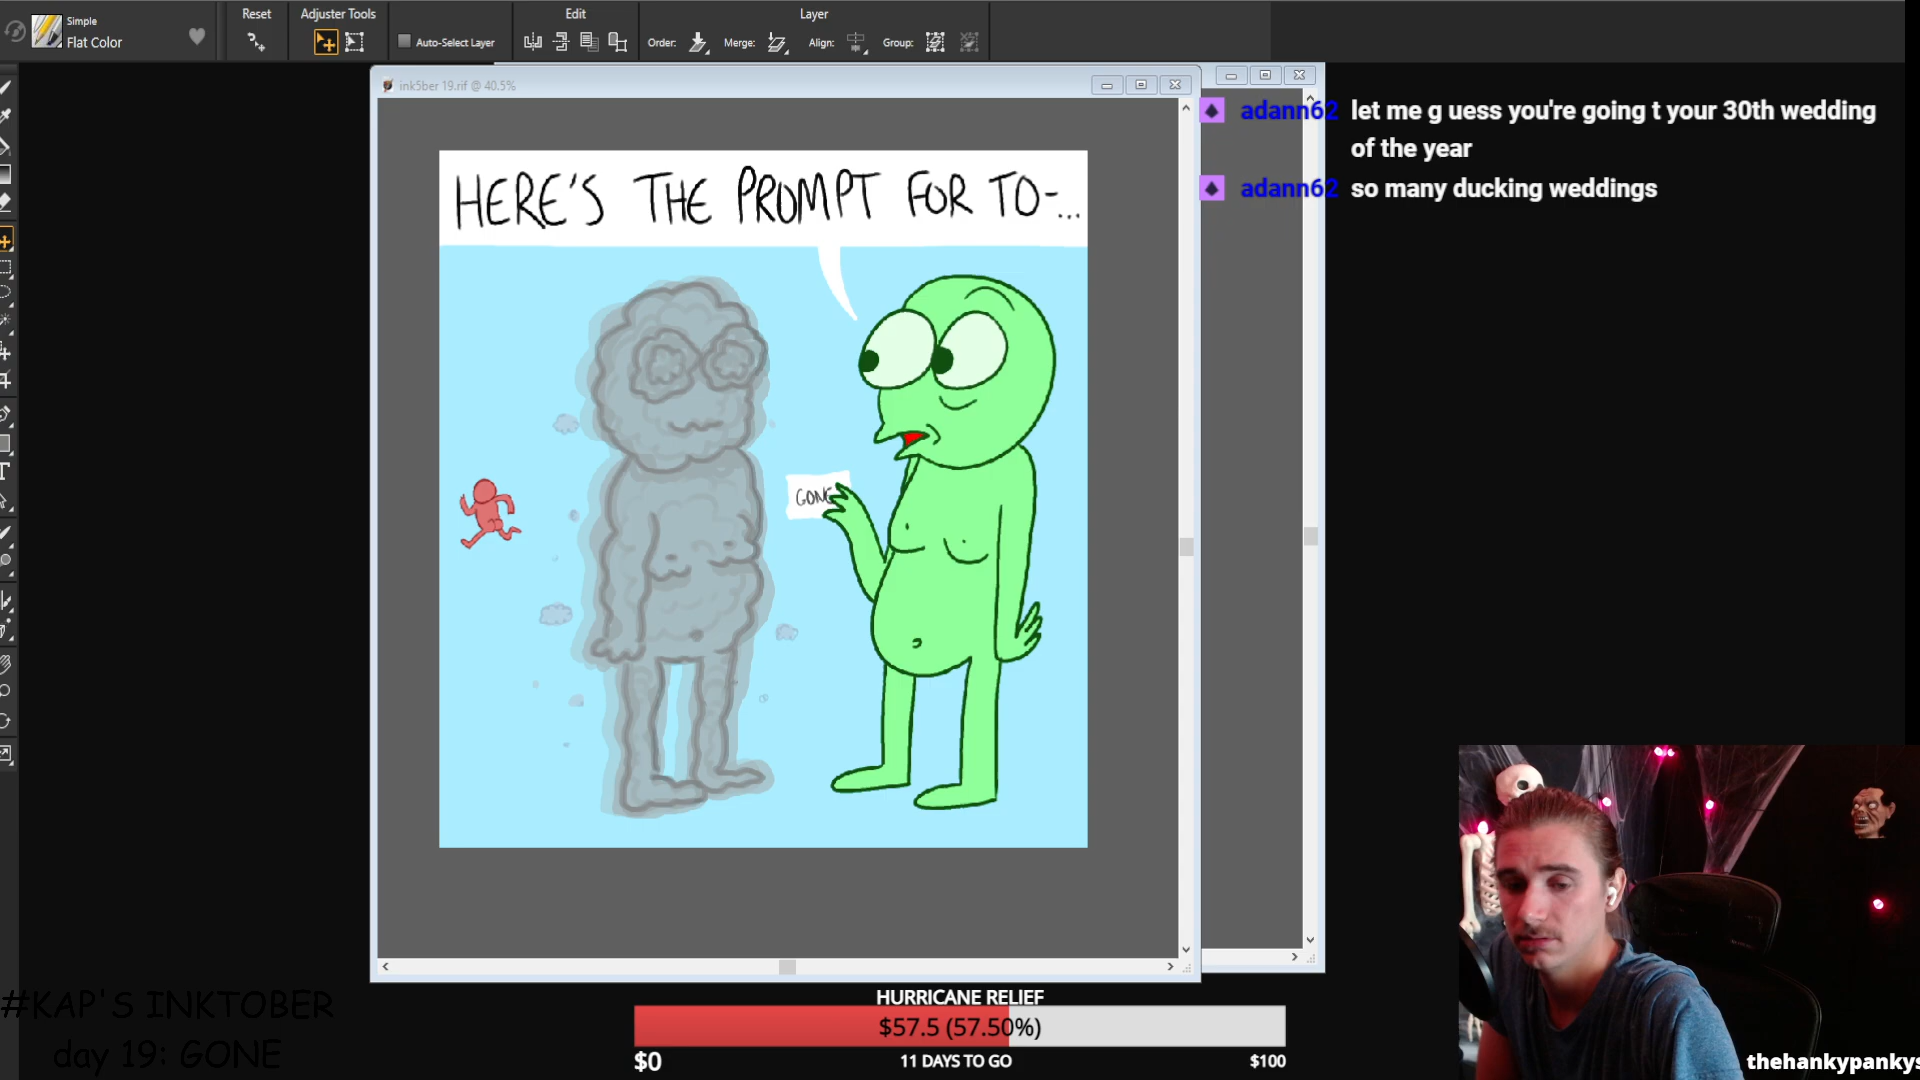 Simple
Flat Color
Reset
Adjuster Tools
Auto-Select Layer
Edit
Layer
Order:
Merge:
Align:
Group:
ink5ber 19.rif @ 40.5%
HERE'S THE PROMPT FOR TO-...
GONE
adann62 let me g uess you're going t your 30th wedding
of the year
adann62 so many ducking weddings
#KAP'S INKTOBER
day 19: GONE
HURRICANE RELIEF
$57.5 (57.50%)
$0
11 DAYS TO GO
$100
thehankypankys